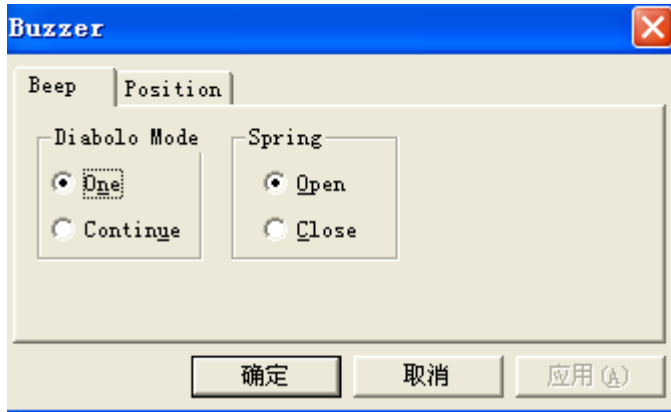 Buzzer
Beep Position
Diabolo Mode Spring
One Open
Continue Close
确定 取消 应用(A)